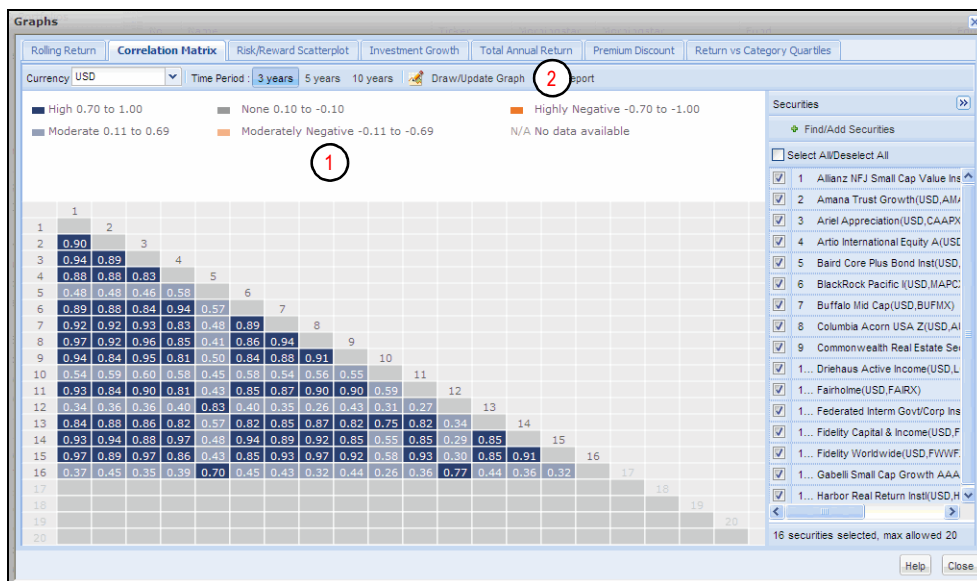 Graphs
Rolling Return Correlation Matrix Risk/Reward Scatterplot Investment Growth Total Annual Return Premium Discount Return vs Category Quartiles
Currency USD Time Period : 3 years 5 years 10 years Draw/Update Graph 2 port
High 0.70 to 1.00 None 0.10 to -0.10 Highly Negative -0.70 to -1.00
Moderate 0.11 to 0.69 Moderately Negative -0.11 to -0.69 N/A No data available
1
1
1 2
2 0.90 3
3 0.94 0.89 4
4 0.88 0.88 0.83 5
5 0.48 0.48 0.46 0.58 6
6 0.89 0.88 0.84 0.94 0.57 7
7 0.92 0.92 0.93 0.83 0.48 0.89 8
8 0.97 0.92 0.96 0.85 0.41 0.86 0.94 9
9 0.94 0.84 0.95 0.81 0.50 0.84 0.88 0.91 10
10 0.54 0.59 0.60 0.58 0.45 0.58 0.54 0.56 0.55 11
11 0.93 0.84 0.90 0.81 0.43 0.85 0.87 0.90 0.90 0.59 12
12 0.34 0.36 0.36 0.40 0.83 0.40 0.35 0.26 0.43 0.31 0.27 13
13 0.84 0.88 0.86 0.82 0.57 0.82 0.85 0.87 0.82 0.75 0.82 0.34 14
14 0.93 0.94 0.88 0.97 0.48 0.94 0.89 0.92 0.85 0.55 0.85 0.29 0.85 15
15 0.97 0.89 0.97 0.86 0.43 0.85 0.93 0.97 0.92 0.58 0.93 0.30 0.85 0.91 16
16 0.37 0.45 0.35 0.39 0.70 0.45 0.43 0.32 0.44 0.26 0.36 0.77 0.44 0.36 0.32 17
17 18
18 19
19 20
20
Securities
Find/Add Securities
Select All/Deselect All
1 Allianz NFJ Small Cap Value Ins
2 Amana Trust Growth(USD,AMA
3 Ariel Appreciation(USD,CAAPX
4 Artio International Equity A(USD
5 Baird Core Plus Bond Inst(USD,
6 BlackRock Pacific I(USD,MAPC
7 Buffalo Mid Cap(USD,BUFMX)
8 Columbia Acorn USA Z(USD,A
9 Commonwealth Real Estate Se
1... Driehaus Active Income(USD,L
1... Fairholme(USD,FAIRX)
1... Federated Interm Govt/Corp Ins
1... Fidelity Capital & Income(USD,F
1... Fidelity Worldwide(USD,FWWF
1... Gabelli Small Cap Growth AAA
1... Harbor Real Return Instl(USD,H
16 securities selected, max allowed 20
Help Close